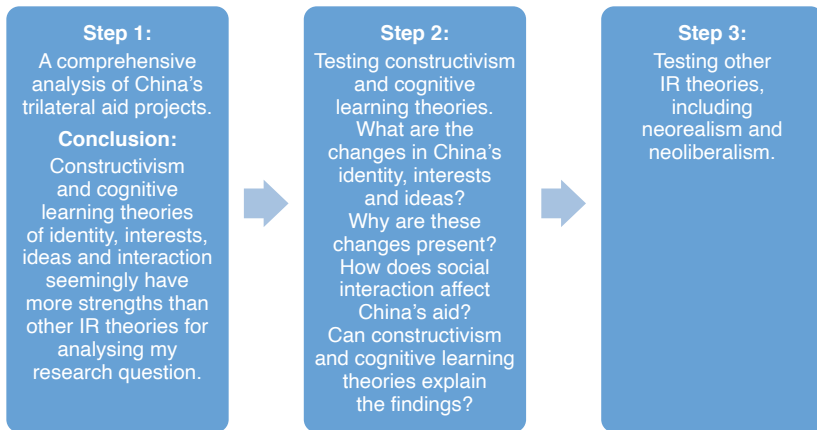 Step 1:
A comprehensive
analysis of China's
trilateral aid projects.
Conclusion:
Constructivism
and cognitive
learning theories
of identity, interests,
ideas and interaction
seemingly have
more strengths than
other IR theories for
analysing my
research question.
Step 2:
Testing constructivism
and cognitive
learning theories.
What are the
changes in China's
identity, interests
and ideas?
Why are these
changes present?
How does social
interaction affect
China's aid?
Can constructivism
and cognitive learning
theories explain
the findings?
Step 3:
Testing other
IR theories,
including
neorealism and
neoliberalism.